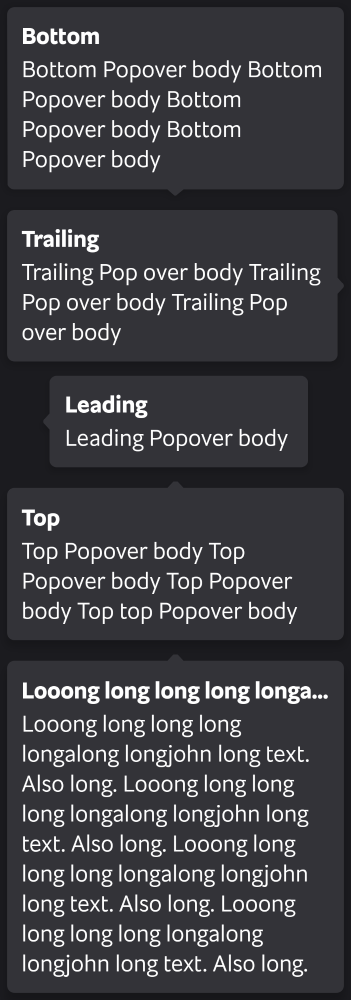 Bottom
Bottom Popover body Bottom
Popover body Bottom
Popover body Bottom
Popover body
Trailing
Trailing Pop over body Trailing
Pop over body Trailing Pop
over body
Leading
Leading Popover body
Top
Top Popover body Top
Popover body Top Popover
body Top top Popover body
Looong long long long longa...
Looong long long long
longalong longjohn long text.
Also long. Looong long long
long longalong longjohn long
text. Also long. Looong long
long long longalong longjohn
long text. Also long. Looong
long long long longalong
longjohn long text. Also long.